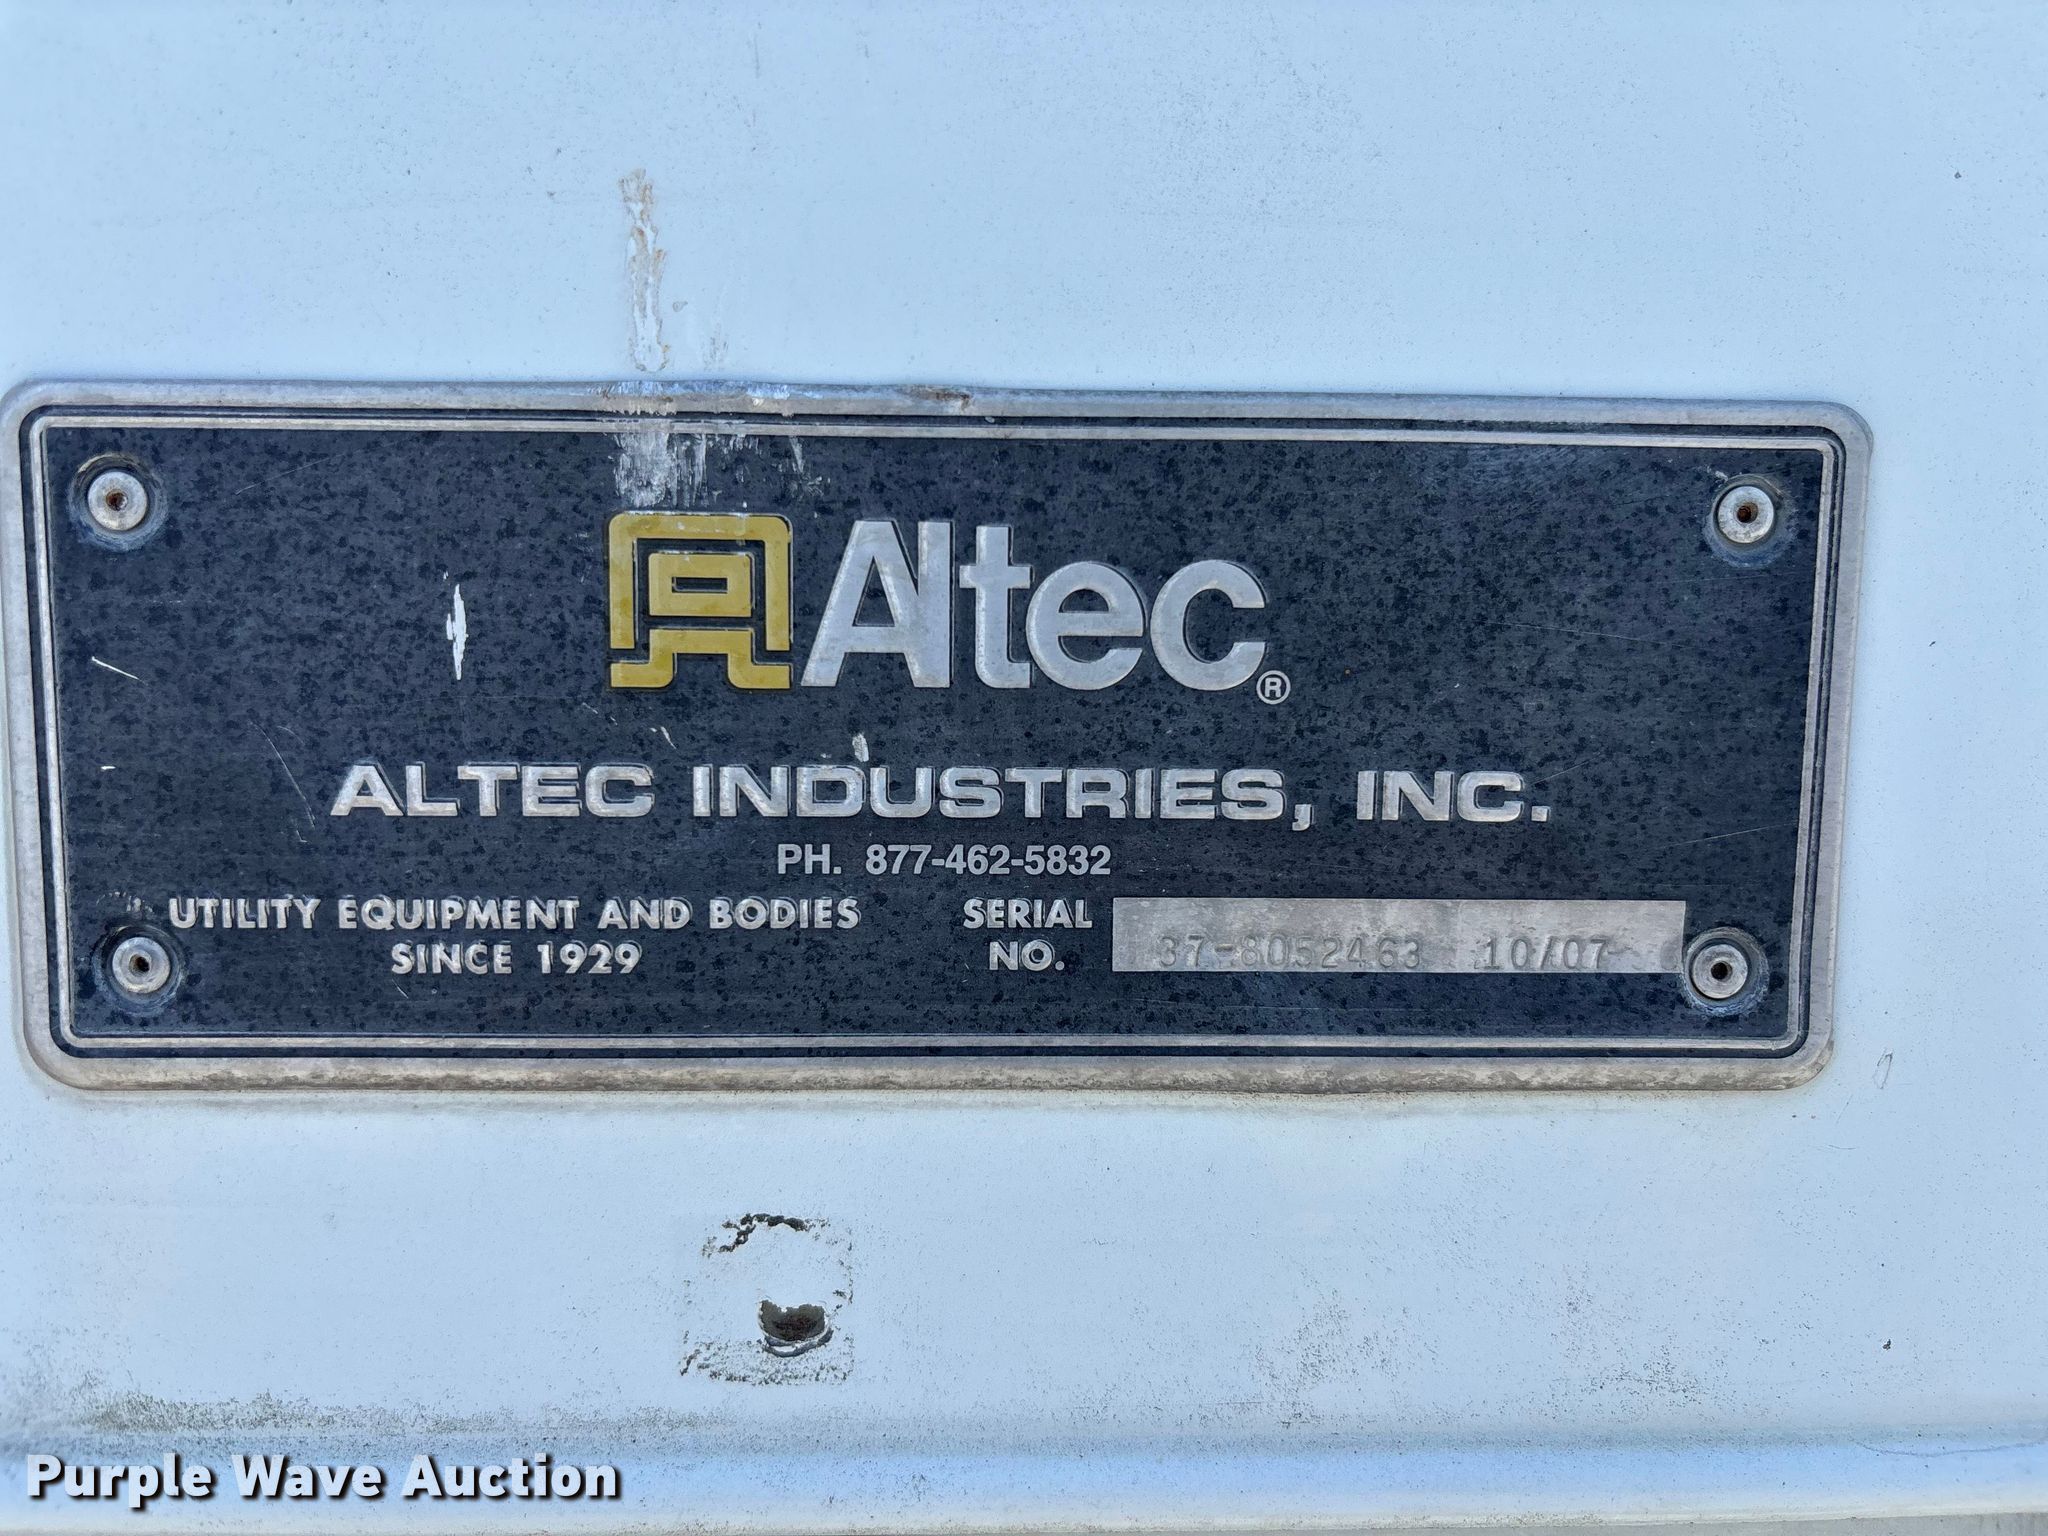 Altec®
ALTEC INDUSTRIES, INC.
PH. 877-462-5832
UTILITY EQUIPMENT AND BODIES
SINCE 1929
SERIAL
NO.
37-8052463 10/07
Purple Wave Auction